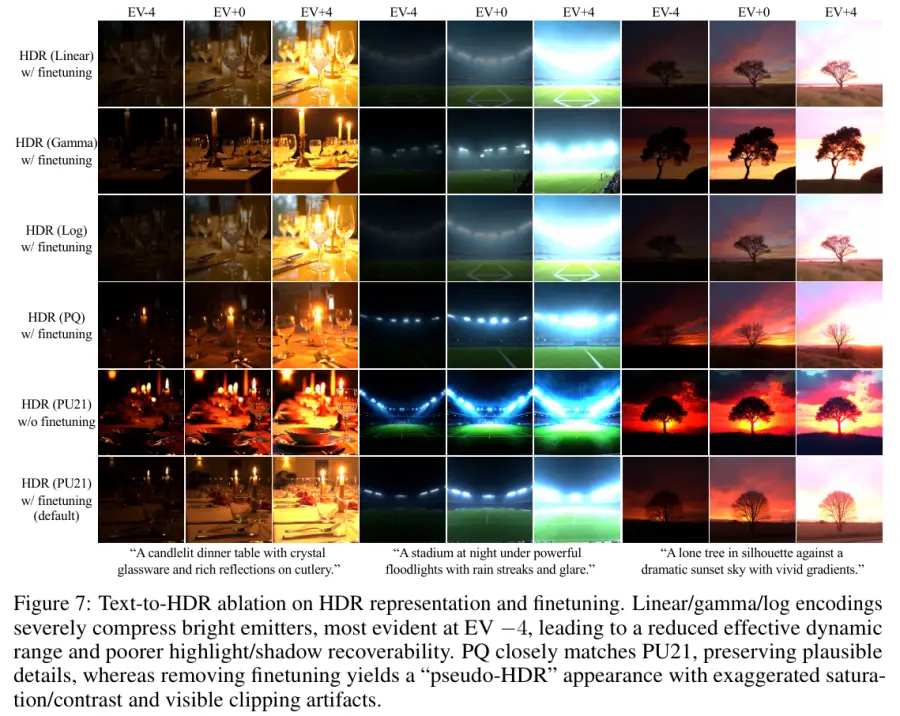 EV-4 EV+0 EV+4 EV-4 EV+0 EV+4 EV-4 EV+0 EV+4
HDR (Linear)
w/ finetuning
HDR (Gamma)
w/ finetuning
HDR (Log)
w/ finetuning
HDR (PQ)
w/ finetuning
HDR (PU21)
w/o finetuning
HDR (PU21)
w/ finetuning
(default)
“A candlelit dinner table with crystal
glassware and rich reflections on cutlery.”
“A stadium at night under powerful
floodlights with rain streaks and glare.”
“A lone tree in silhouette against a
dramatic sunset sky with vivid gradients.”
Figure 7: Text-to-HDR ablation on HDR representation and finetuning. Linear/gamma/log encodings
severely compress bright emitters, most evident at EV −4, leading to a reduced effective dynamic
range and poorer highlight/shadow recoverability. PQ closely matches PU21, preserving plausible
details, whereas removing finetuning yields a “pseudo-HDR” appearance with exaggerated satura-
tion/contrast and visible clipping artifacts.